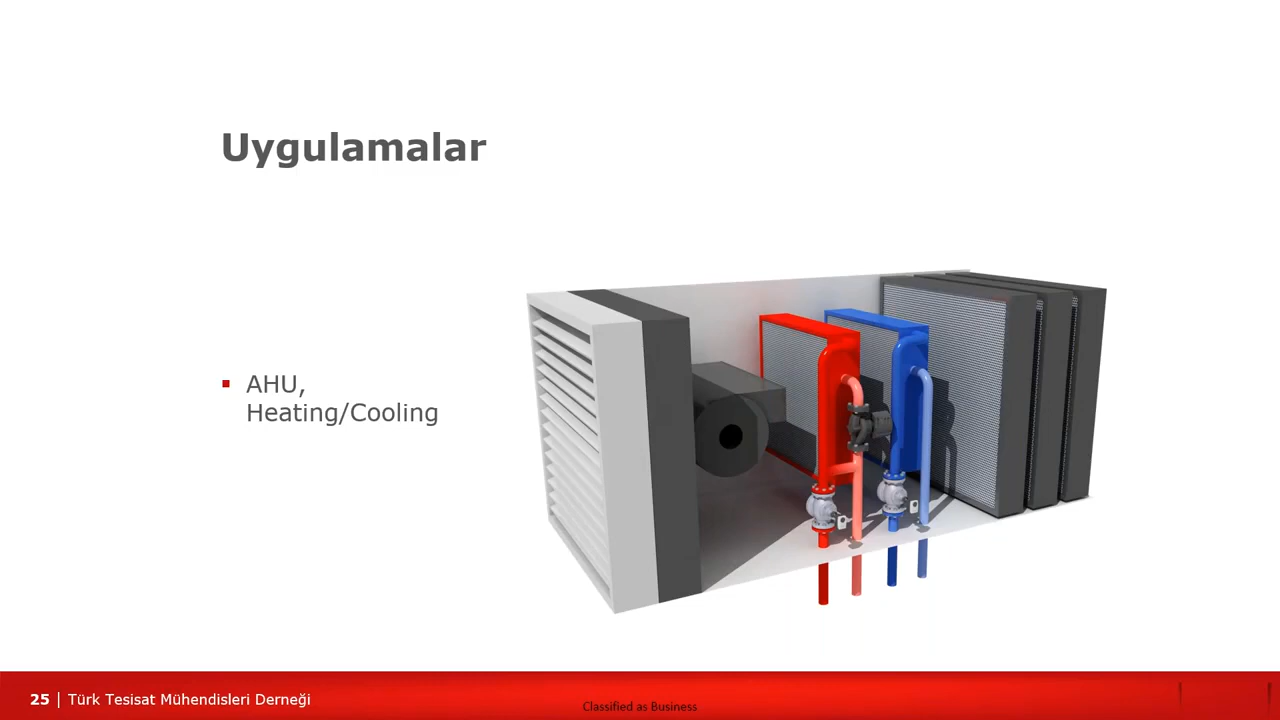 Uygulamalar
AHU,
Heating/Cooling
25 | Türk Tesisat Mühendisleri Derneği
Classified as Business